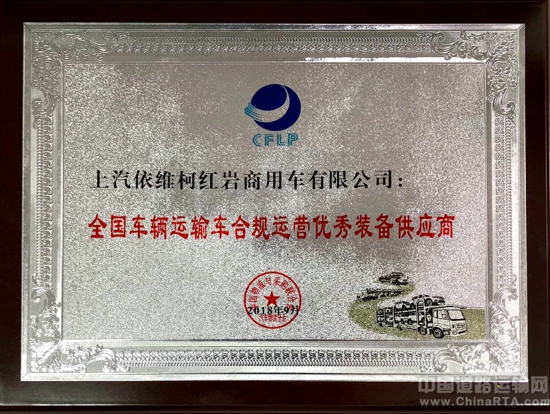 CFLP
上汽依维柯红岩商用车有限公司：
全国车辆运输车合规运营优秀装备供应商
2018年9月
中国道路运输网
www.ChinaRTA.com